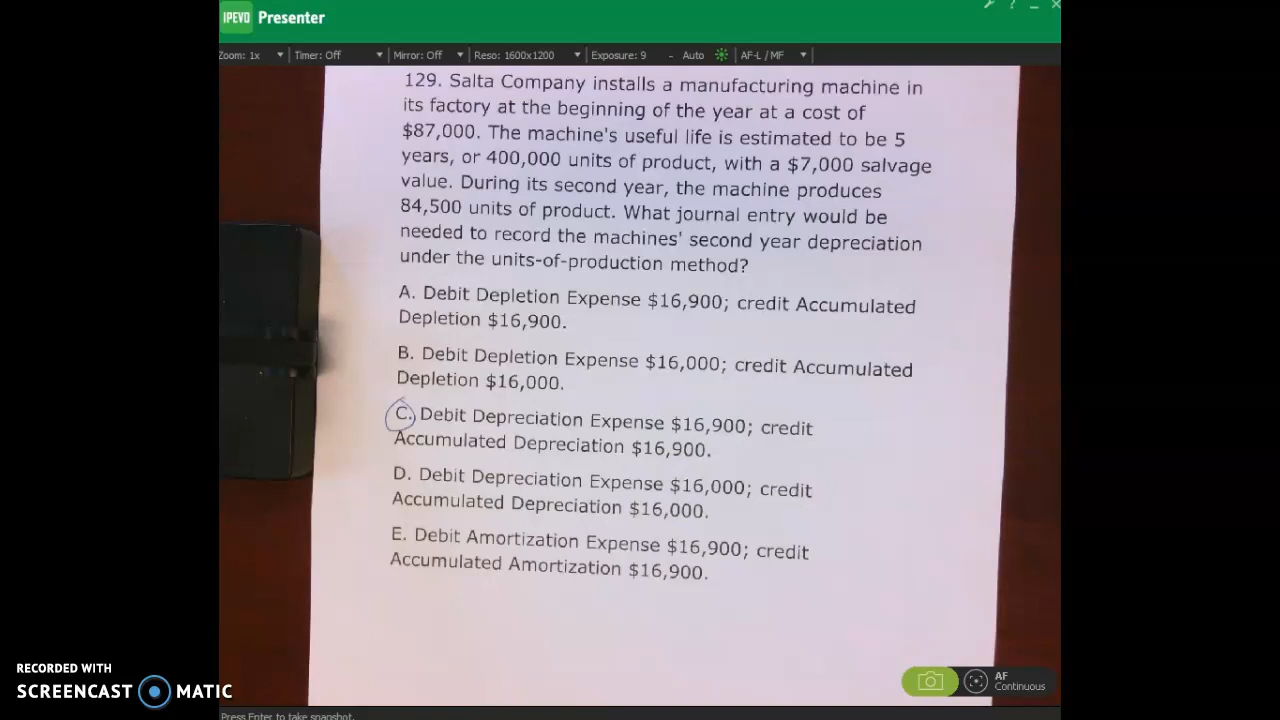 IPEVO Presenter
Zoom: 1x Timer: Off Mirror: Off Reso: 1600x1200 Exposure: 9 - Auto AF-L / MF
129. Salta Company installs a manufacturing machine in
its factory at the beginning of the year at a cost of
$87,000. The machine's useful life is estimated to be 5
years, or 400,000 units of product, with a $7,000 salvage
value. During its second year, the machine produces
84,500 units of product. What journal entry would be
needed to record the machines' second year depreciation
under the units-of-production method?
A. Debit Depletion Expense $16,900; credit Accumulated
Depletion $16,900.
B. Debit Depletion Expense $16,000; credit Accumulated
Depletion $16,000.
C. Debit Depreciation Expense $16,900; credit
Accumulated Depreciation $16,900.
D. Debit Depreciation Expense $16,000; credit
Accumulated Depreciation $16,000.
E. Debit Amortization Expense $16,900; credit
Accumulated Amortization $16,900.
RECORDED WITH
SCREENCAST MATIC
AF
Continuous
Press Enter to take snapshot.